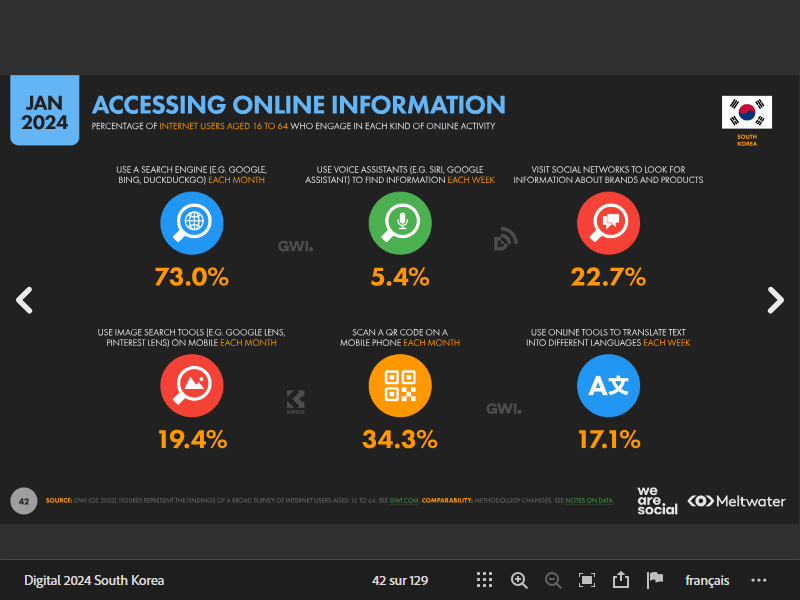 JAN
2024
ACCESSING ONLINE INFORMATION
PERCENTAGE OF INTERNET USERS AGED 16 TO 64 WHO ENGAGE IN EACH KIND OF ONLINE ACTIVITY
SOUTH
KOREA
USE A SEARCH ENGINE (E.G. GOOGLE,
BING, DUCKDUCKGO) EACH MONTH
73.0%
USE VOICE ASSISTANTS (E.G. SIRI, GOOGLE
ASSISTANT) TO FIND INFORMATION EACH WEEK
5.4%
VISIT SOCIAL NETWORKS TO LOOK FOR
INFORMATION ABOUT BRANDS AND PRODUCTS
22.7%
GWI.
USE IMAGE SEARCH TOOLS (E.G. GOOGLE LENS,
PINTEREST LENS) ON MOBILE EACH MONTH
19.4%
SCAN A QR CODE ON A
MOBILE PHONE EACH MONTH
34.3%
USE ONLINE TOOLS TO TRANSLATE TEXT
INTO DIFFERENT LANGUAGES EACH WEEK
A文
17.1%
KEPIOS
GWI.
42
SOURCE: GWI (Q3 2023). FIGURES REPRESENT THE FINDINGS OF A BROAD SURVEY OF INTERNET USERS AGED 16 TO 64. SEE GWI.COM. COMPARABILITY: METHODOLOGY CHANGES. SEE NOTES ON DATA.
we
are.
social
Meltwater
Digital 2024 South Korea
42 sur 129
français